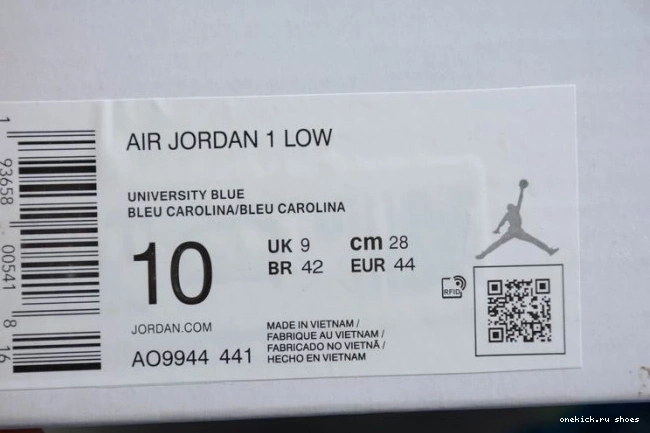 AIR JORDAN 1 LOW
UNIVERSITY BLUE
BLEU CAROLINA/BLEU CAROLINA
10
UK 9
cm 28
BR 42
EUR 44
RFID
JORDAN.COM
AO9944 441
MADE IN VIETNAM/
FABRIQUE AU VIETNAM/
FABRICADO NO VIETNÃ/
HECHO EN VIETNAM
1 93658 00541 8 16
onekick.ru shoes